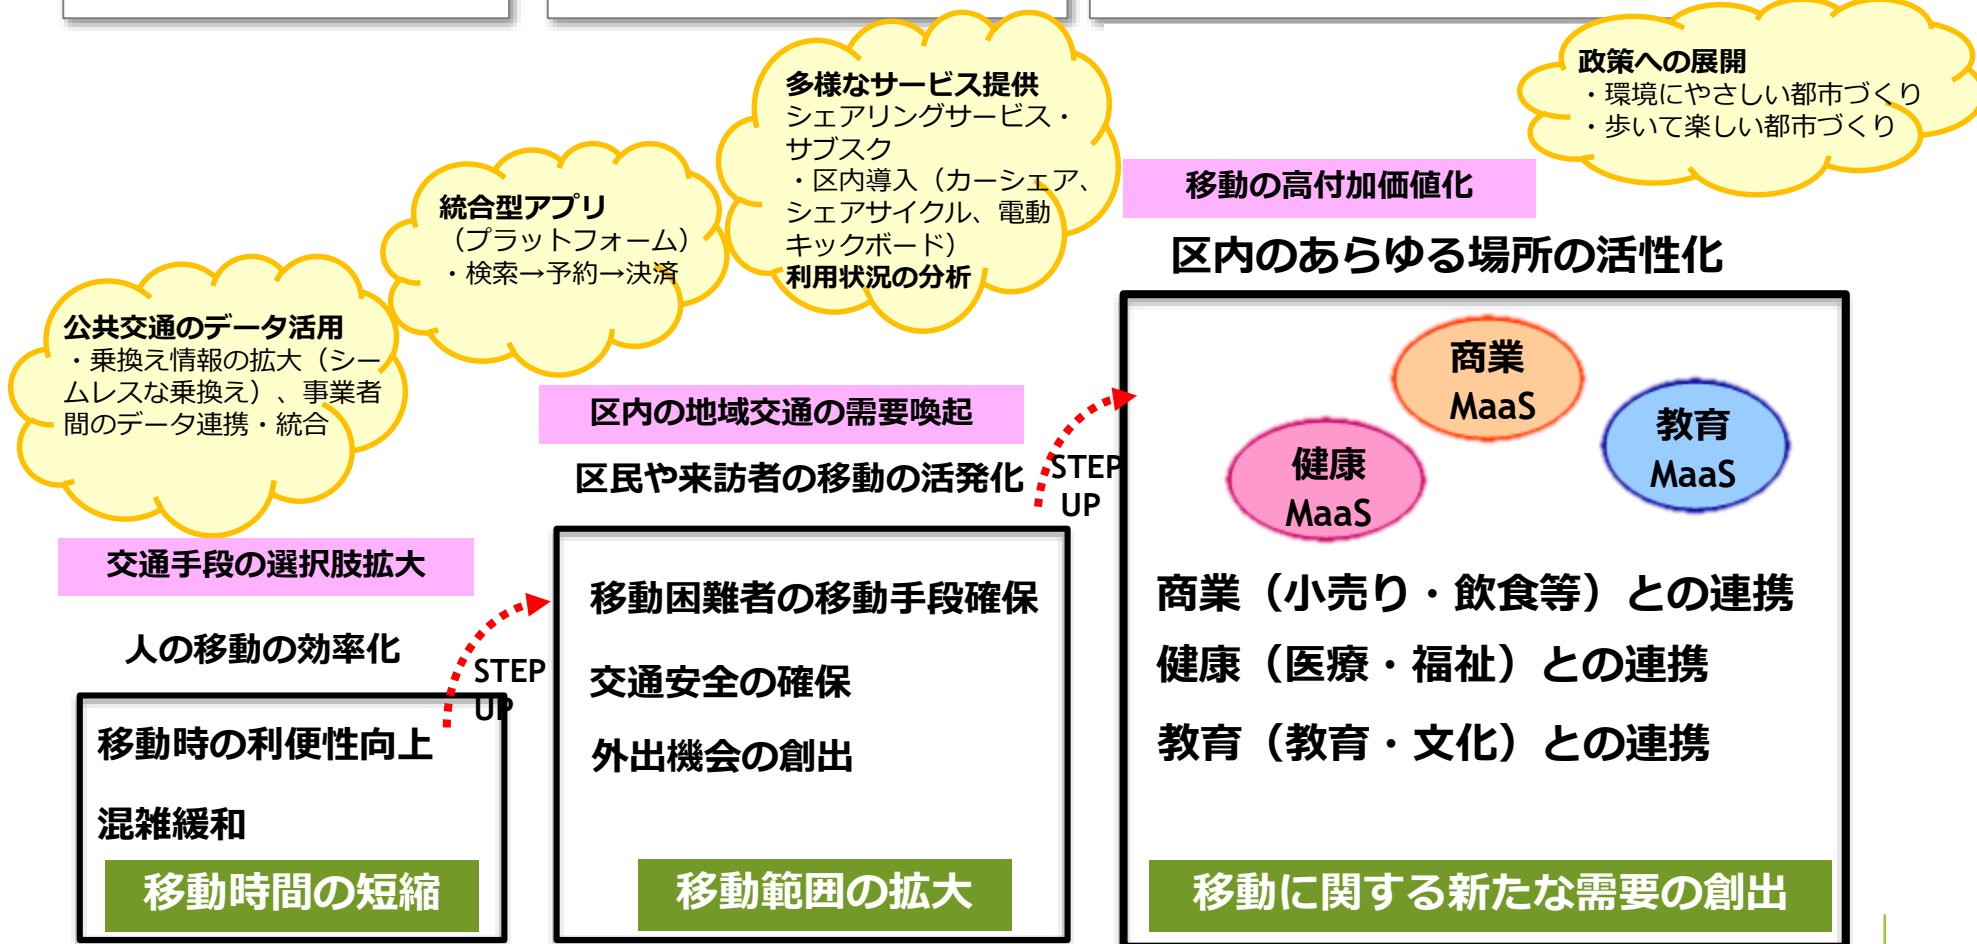 政策への展開
・環境にやさしい都市づくり
・歩いて楽しい都市づくり
多様なサービス提供
シェアリングサービス・
サブスク
・区内導入（カーシェア、
シェアサイクル、電動
キックボード）
利用状況の分析
統合型アプリ
（プラットフォーム）
・検索→予約→決済
公共交通のデータ活用
・乗換え情報の拡大（シー
ムレスな乗換え）、事業者
間のデータ連携・統合
交通手段の選択肢拡大
人の移動の効率化
移動時の利便性向上
混雑緩和
移動時間の短縮
STEP
UP
区内の地域交通の需要喚起
区民や来訪者の移動の活発化
移動困難者の移動手段確保
交通安全の確保
外出機会の創出
移動範囲の拡大
STEP
UP
移動の高付加価値化
区内のあらゆる場所の活性化
商業
MaaS
教育
MaaS
健康
MaaS
商業（小売り・飲食等）との連携
健康（医療・福祉）との連携
教育（教育・文化）との連携
移動に関する新たな需要の創出